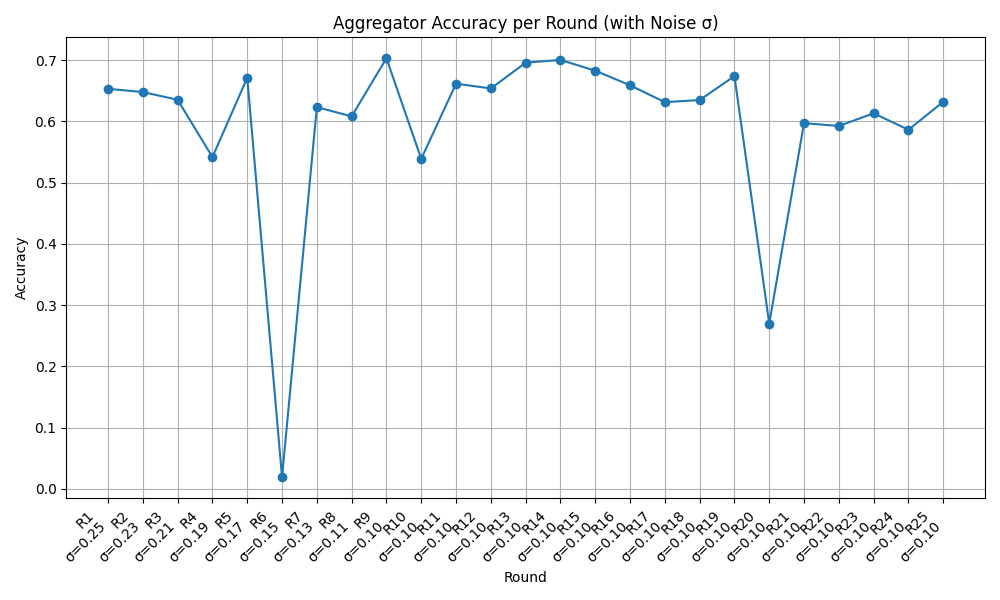 Aggregator Accuracy per Round (with Noise σ)
Accuracy
0.7
0.6
0.5
0.4
0.3
0.2
0.1
0.0
R1
σ=0.25
R2
σ=0.23
R3
σ=0.21
R4
σ=0.19
R5
σ=0.17
R6
σ=0.15
R7
σ=0.13
R8
σ=0.11
R9
σ=0.10
R10
σ=0.10
R11
σ=0.10
R12
σ=0.10
R13
σ=0.10
R14
σ=0.10
R15
σ=0.10
R16
σ=0.10
R17
σ=0.10
R18
σ=0.10
R19
σ=0.10
R20
σ=0.10
R21
σ=0.10
R22
σ=0.10
R23
σ=0.10
R24
σ=0.10
R25
σ=0.10
Round